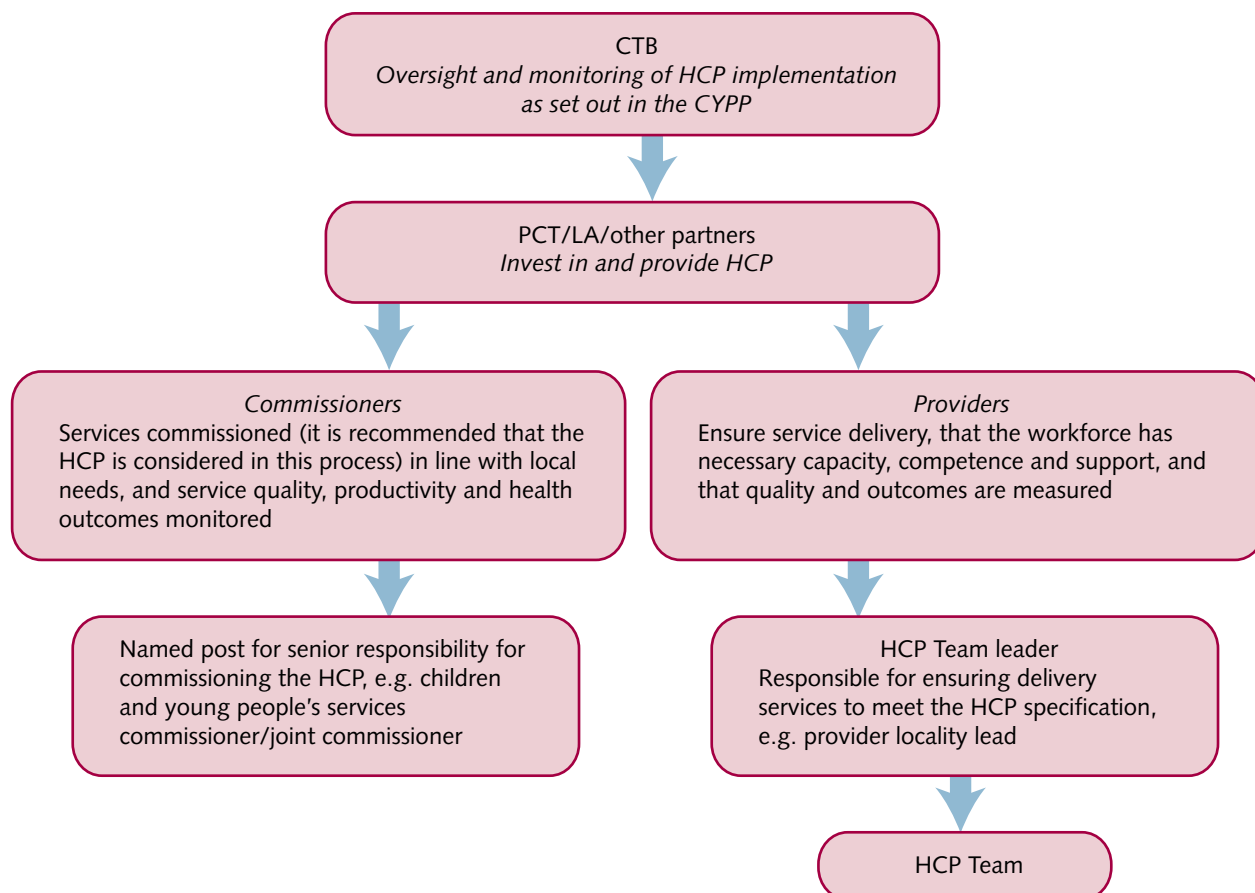 CTB
Oversight and monitoring of HCP implementation
as set out in the CYPP
PCT/LA/other partners
Invest in and provide HCP
Commissioners
Services commissioned (it is recommended that the
HCP is considered in this process) in line with local
needs, and service quality, productivity and health
outcomes monitored
Providers
Ensure service delivery, that the workforce has
necessary capacity, competence and support, and
that quality and outcomes are measured
Named post for senior responsibility for
commissioning the HCP, e.g. children
and young people’s services
commissioner/joint commissioner
HCP Team leader
Responsible for ensuring delivery
services to meet the HCP specification,
e.g. provider locality lead
HCP Team